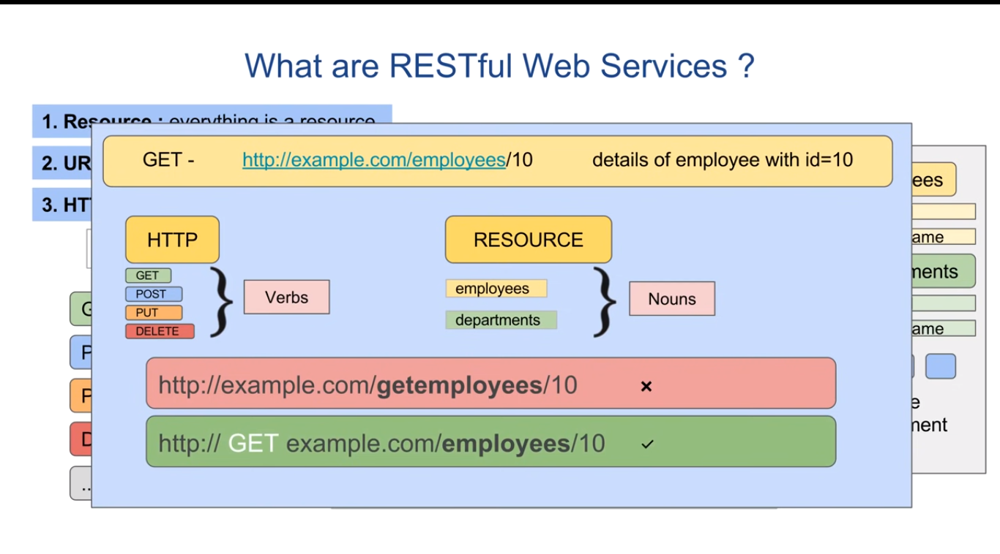 What are RESTful Web Services ?
1. Resource : everything is a resource
2. UR
3. HT
GET - http://example.com/employees/10 details of employee with id=10
HTTP
GET
POST
PUT
DELETE
Verbs
RESOURCE
employees
departments
Nouns
http://example.com/getemployees/10 ×
http:// GET example.com/employees/10 ✓
G
P
P
D
..
ees
ame
ments
ame
e
ment